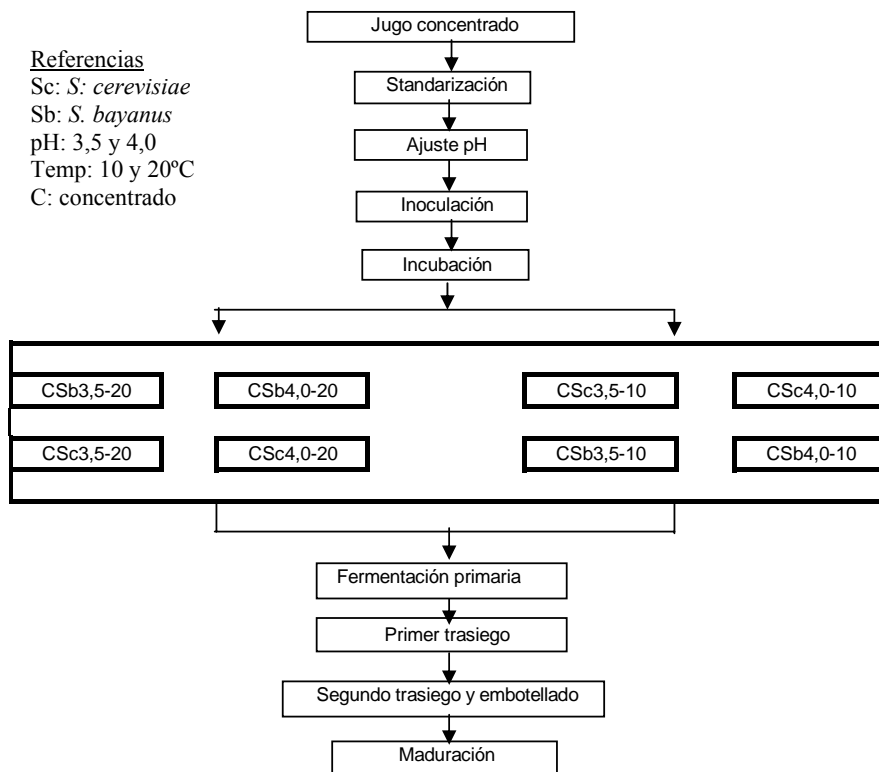 Jugo concentrado
Referencias
Sc: S: cerevisiae
Sb: S. bayanus
pH: 3,5 y 4,0
Temp: 10 y 20ºC
C: concentrado
Standarización
Ajuste pH
Inoculación
Incubación
CSb3,5-20 CSb4,0-20 CSc3,5-10 CSc4,0-10
CSc3,5-20 CSc4,0-20 CSb3,5-10 CSb4,0-10
Fermentación primaria
Primer trasiego
Segundo trasiego y embotellado
Maduración